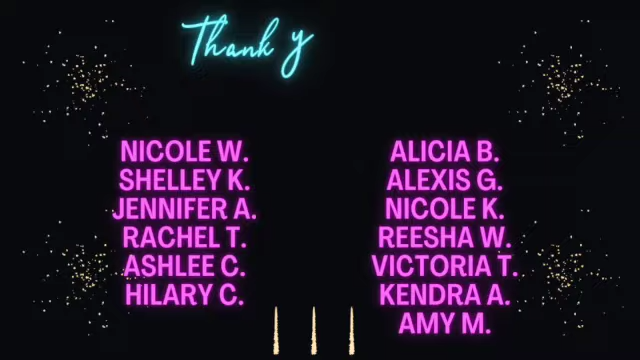 Thank y
NICOLE W.
SHELLEY K.
JENNIFER A.
RACHEL T.
ASHLEE C.
HILARY C.
ALICIA B.
ALEXIS G.
NICOLE K.
REESHA W.
VICTORIA T.
KENDRA A.
AMY M.